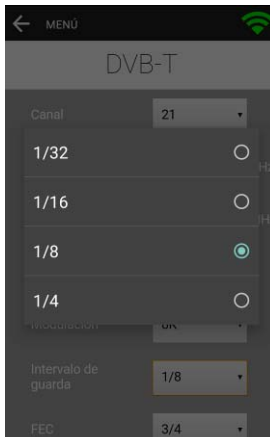 MENÚ
DVB-T
Canal 21
1/32
1/16
1/8
1/4
Modulación 8K
Intervalo de
guarda 1/8
FEC 3/4